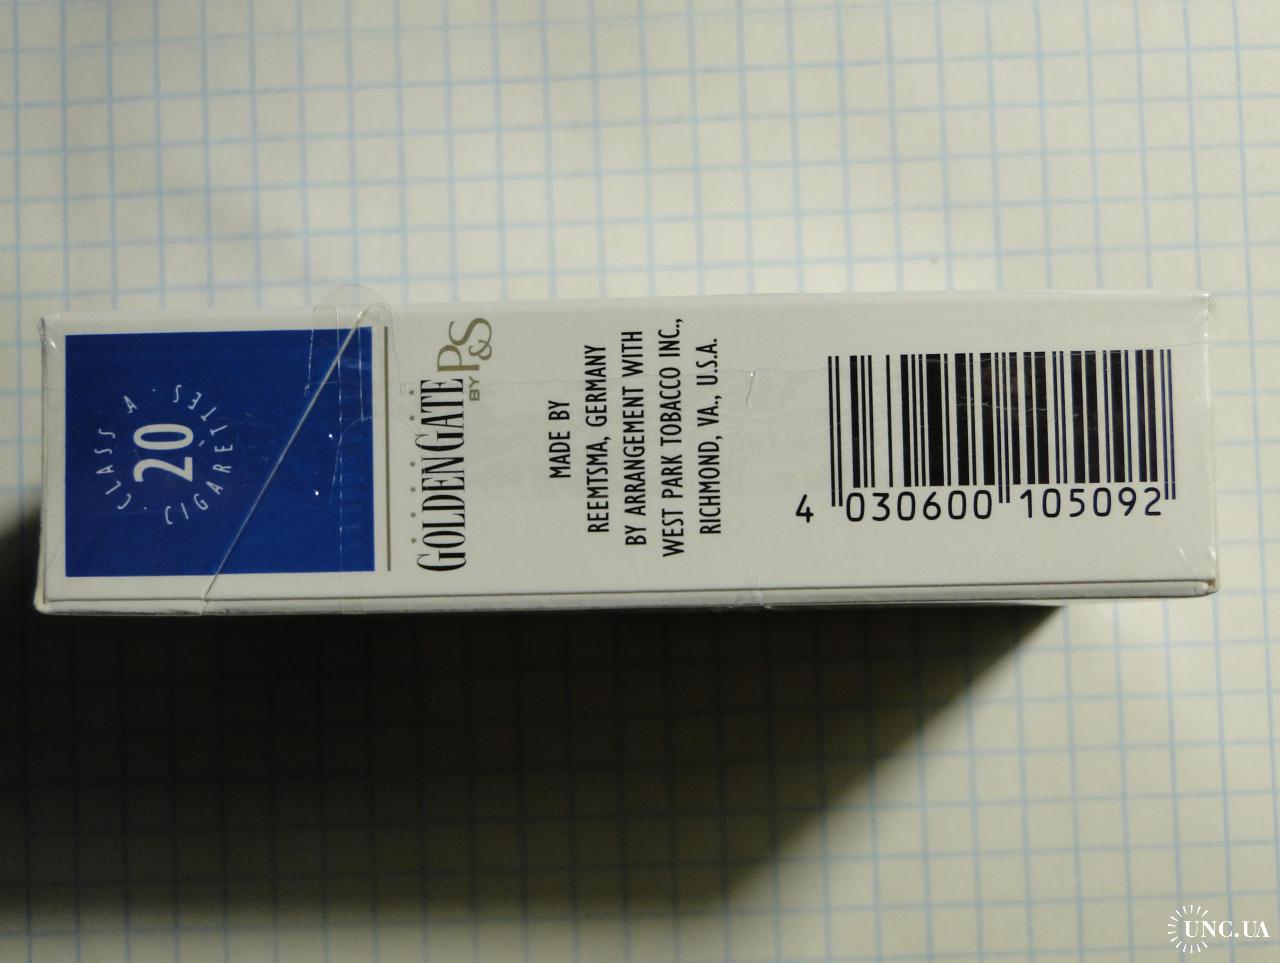 · CLASS A ·
20
CIGARETTES
GOLDEN GATE
BY P&S
MADE BY
REEMTSMA, GERMANY
BY ARRANGEMENT WITH
WEST PARK TOBACCO INC.,
RICHMOND, VA., U.S.A.
4 030600 105092
UNC.UA